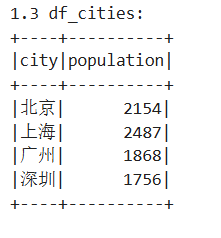 1.3 df_cities:
+----+----------+
|city|population|
+----+----------+
|北京|      2154|
|上海|      2487|
|广州|      1868|
|深圳|      1756|
+----+----------+